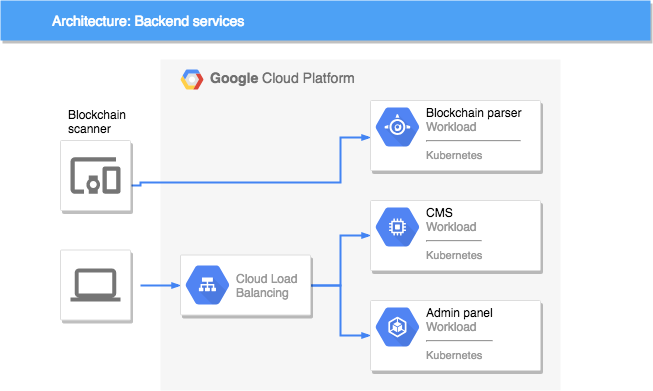 Architecture: Backend services
Google Cloud Platform
Blockchain
scanner
Blockchain parser
Workload
Kubernetes
CMS
Workload
Kubernetes
Cloud Load
Balancing
Admin panel
Workload
Kubernetes